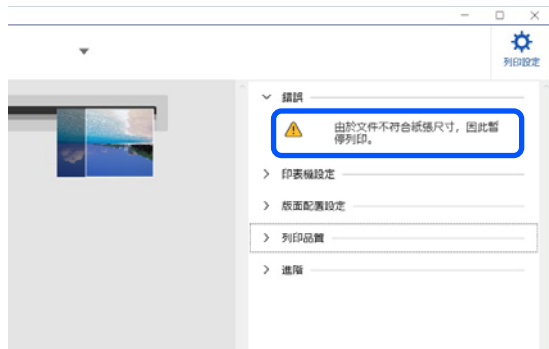 列印設定
錯誤
由於文件不符合紙張尺寸，因此暫
停列印。
印表機設定
版面配置設定
列印品質
進階